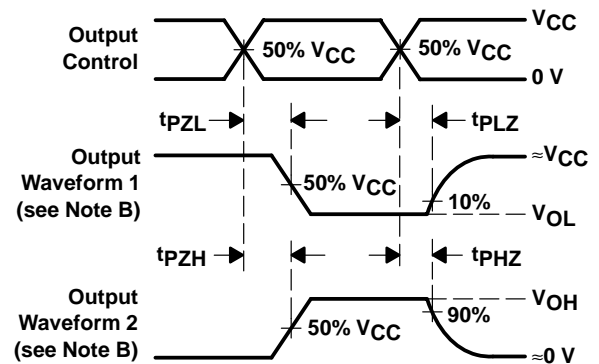 Output
Control
50% VCC
50% VCC
VCC
0 V
tPZL
tPLZ
Output
Waveform 1
(see Note B)
50% VCC
10%
≈VCC
VOL
tPZH
tPHZ
Output
Waveform 2
(see Note B)
50% VCC
90%
VOH
≈0 V